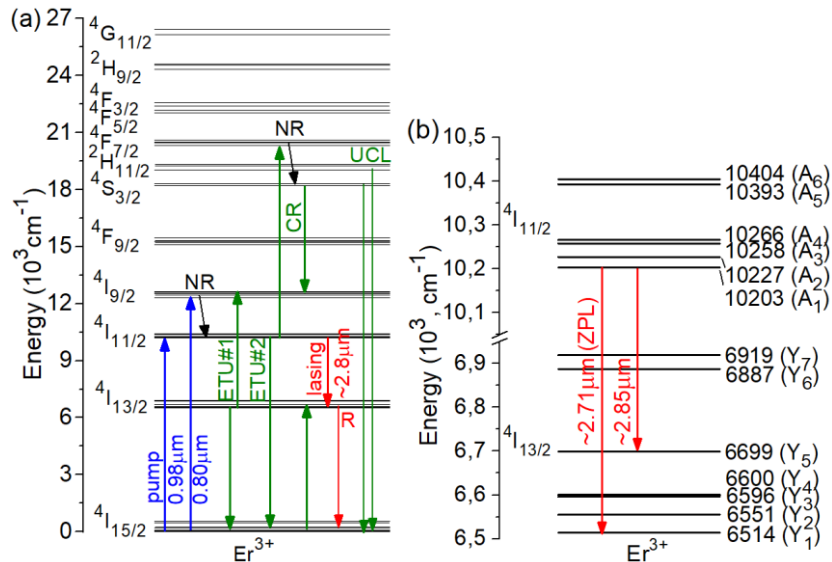 (a)
27
24
21
18
15
12
9
6
3
0
Energy (10³cm⁻¹)
⁴G₁₁/₂
²H₉/₂
⁴F₃/₂
⁴F₅/₂
⁴F₇/₂
²H₁₁/₂
⁴S₃/₂
⁴F₉/₂
⁴I₉/₂
⁴I₁₁/₂
⁴I₁₃/₂
⁴I₁₅/₂
NR
UCL
CR
NR
ETU#1
ETU#2
lasing
~2.8μm
R
pump
0.98μm
0.80μm
Er³⁺
(b)
10,5
10,4
10,3
10,2
10,1
6,9
6,8
6,7
6,6
6,5
Energy (10³, cm⁻¹)
⁴I₁₁/₂
⁴I₁₃/₂
10404 (A₆)
10393 (A₅)
10266 (A₄)
10258 (A₃)
10227 (A₂)
10203 (A₁)
6919 (Y₇)
6887 (Y₆)
~2.71μm (ZPL)
~2.85μm
6699 (Y₅)
6600 (Y₄)
6596 (Y₃)
6551 (Y₂)
6514 (Y₁)
Er³⁺